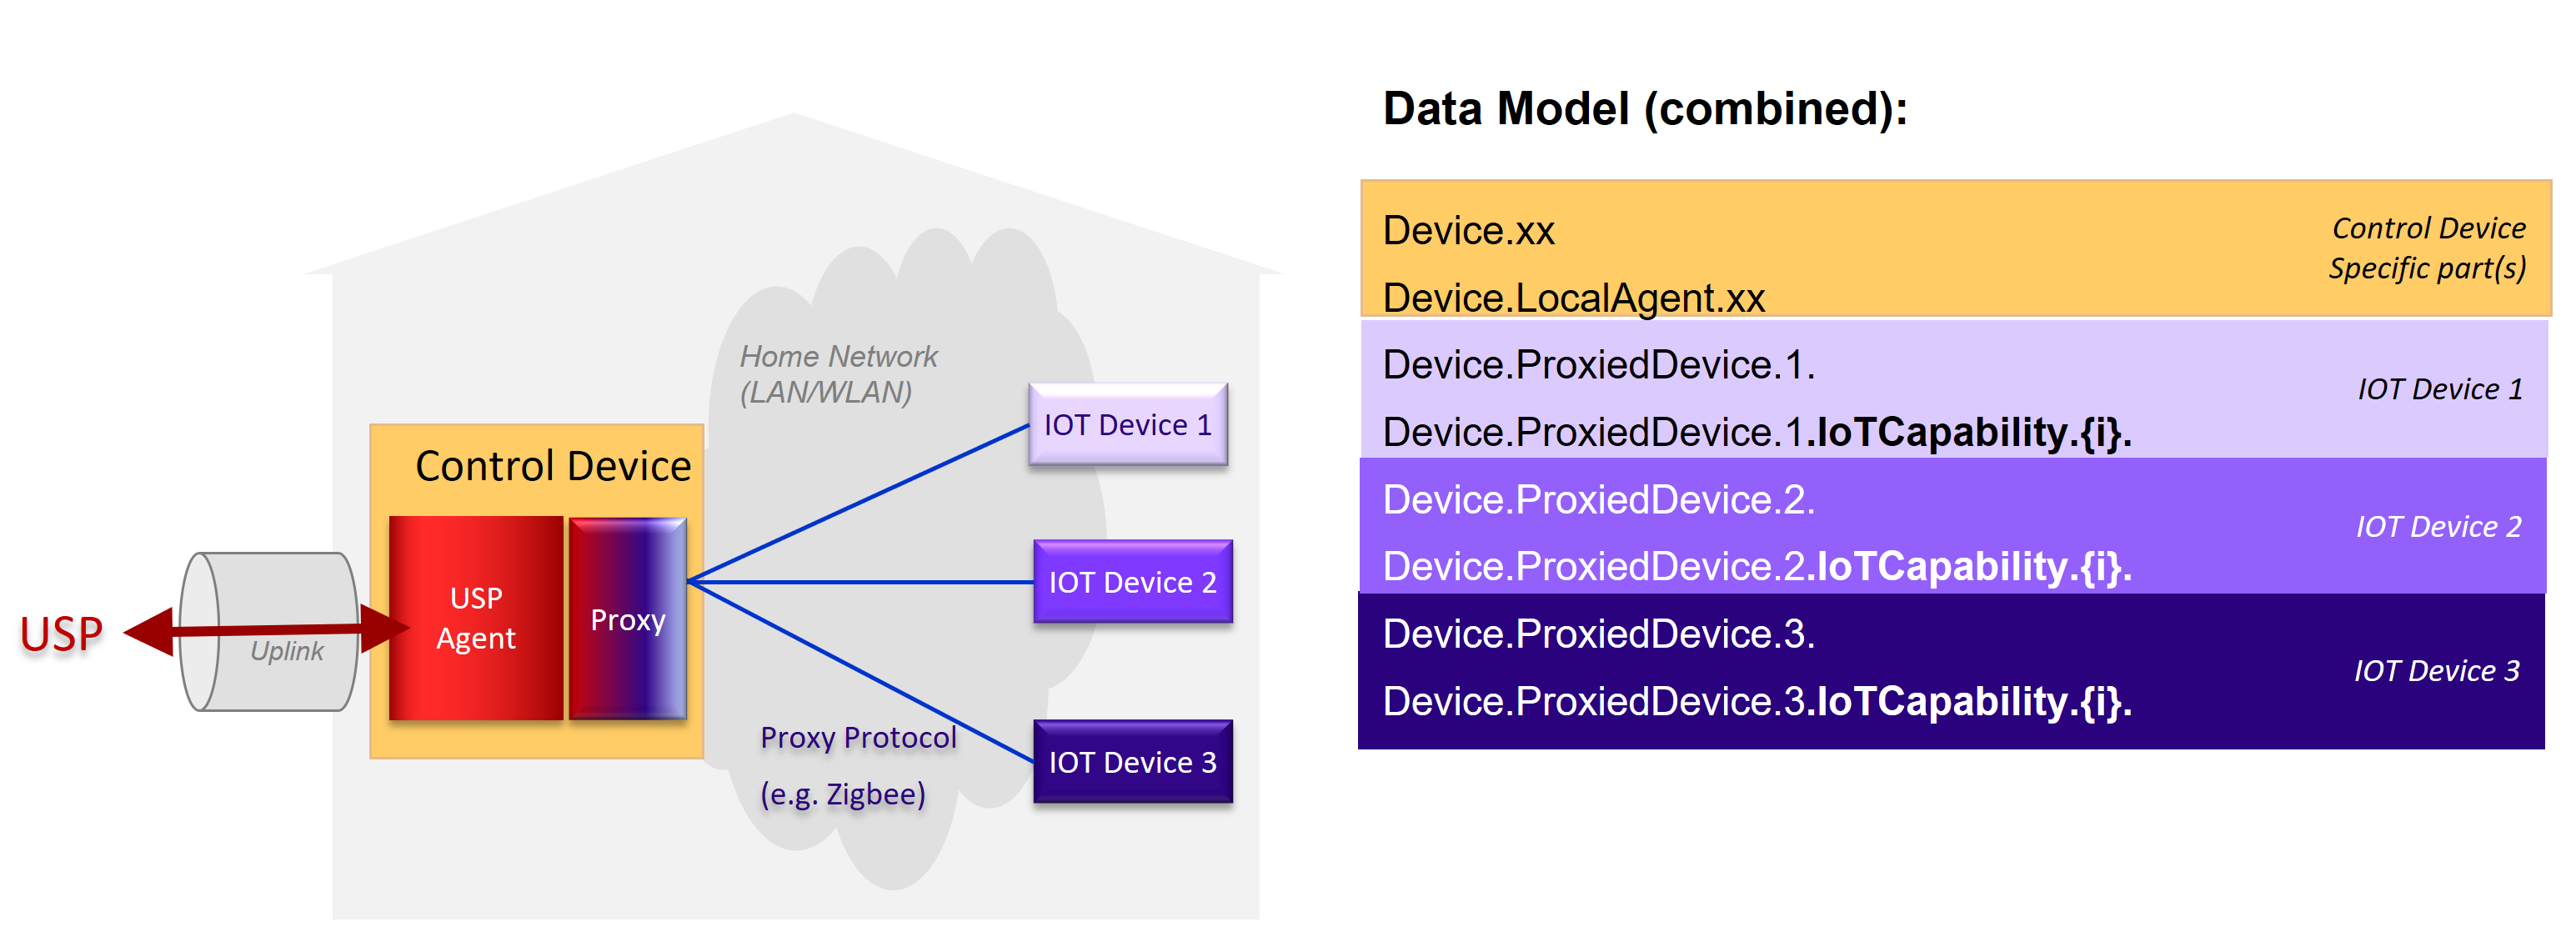 Data Model (combined):
Device.xx
Device.LocalAgent.xx
Control Device
Specific part(s)
Device.ProxiedDevice.1.
Device.ProxiedDevice.1.IoTCapability.{i}.
IOT Device 1
Device.ProxiedDevice.2.
Device.ProxiedDevice.2.IoTCapability.{i}.
IOT Device 2
Device.ProxiedDevice.3.
Device.ProxiedDevice.3.IoTCapability.{i}.
IOT Device 3
Home Network
(LAN/WLAN)
Control Device
USP
Agent
Proxy
USP
Uplink
IOT Device 1
IOT Device 2
IOT Device 3
Proxy Protocol
(e.g. Zigbee)